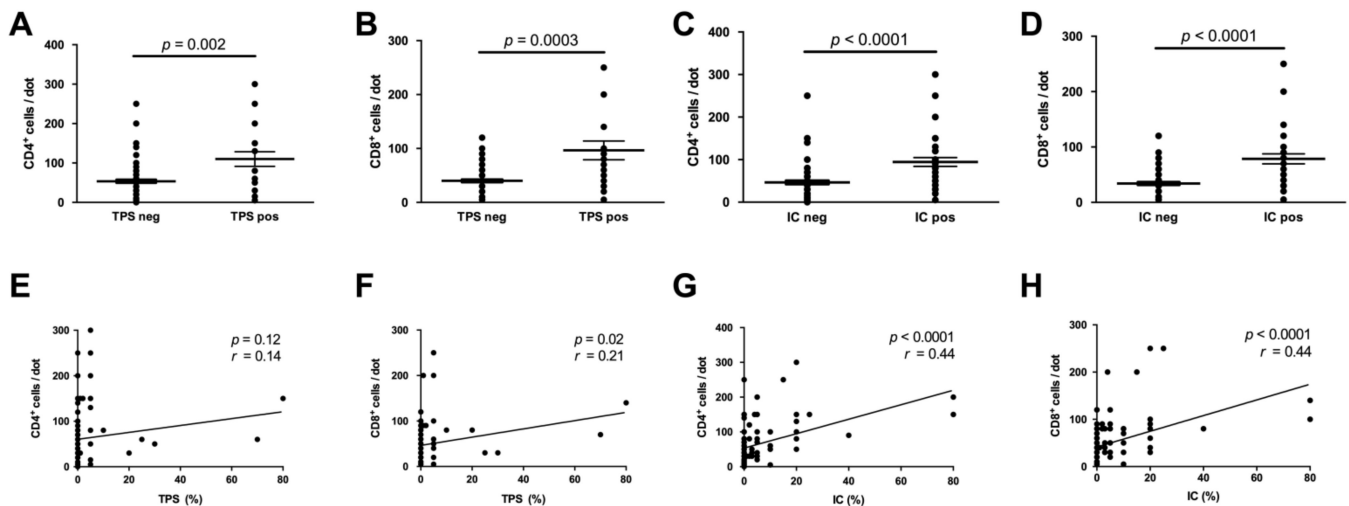 A
p = 0.002
CD4+ cells / dot
400
300
200
100
0
TPS neg
TPS pos
B
p = 0.0003
CD8+ cells / dot
300
200
100
0
TPS neg
TPS pos
C
p < 0.0001
CD4+ cells / dot
400
300
200
100
0
IC neg
IC pos
D
p < 0.0001
CD8+ cells / dot
300
200
100
0
IC neg
IC pos
E
p = 0.12
r = 0.14
CD4+ cells / dot
300
200
100
0
0
20
40
60
80
TPS (%)
F
p = 0.02
r = 0.21
CD8+ cells / dot
300
200
100
0
0
20
40
60
80
TPS (%)
G
p < 0.0001
r = 0.44
CD4+ cells / dot
400
300
200
100
0
0
20
40
60
80
IC (%)
H
p < 0.0001
r = 0.44
CD8+ cells / dot
300
200
100
0
0
20
40
60
80
IC (%)